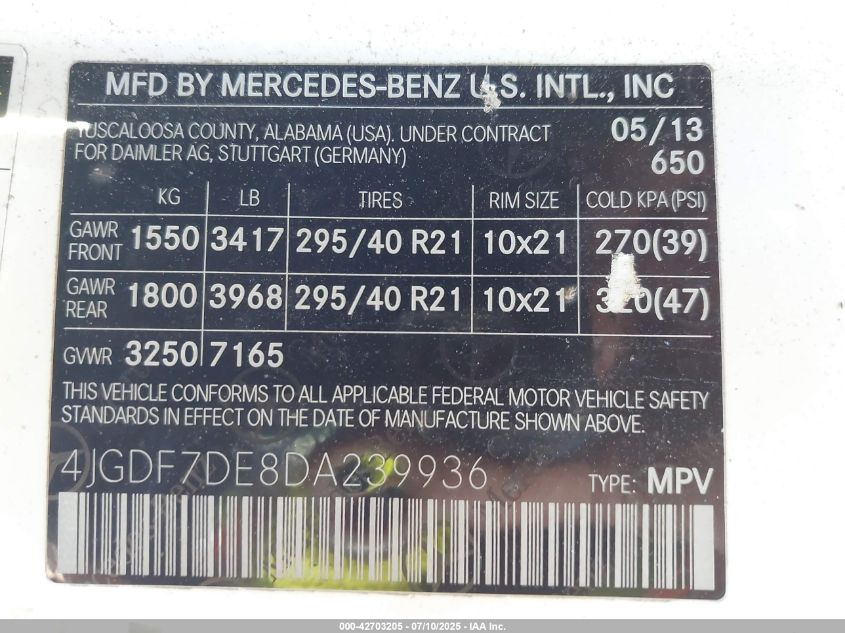 MFD BY MERCEDES-BENZ U.S. INTL., INC
TUSCALOOSA COUNTY, ALABAMA (USA). UNDER CONTRACT 05/13
FOR DAIMLER AG, STUTTGART (GERMANY) 650
KG LB TIRES RIM SIZE COLD KPA (PSI)
GAWR FRONT 1550 3417 295/40 R21 10x21 270(39)
GAWR REAR 1800 3968 295/40 R21 10x21 320(47)
GVWR 3250 7165
THIS VEHICLE CONFORMS TO ALL APPLICABLE FEDERAL MOTOR VEHICLE SAFETY
STANDARDS IN EFFECT ON THE DATE OF MANUFACTURE SHOWN ABOVE.
4JGDF7DE8DA239936 TYPE: MPV
000-42703205 - 07/10/2025 - IAA Inc.